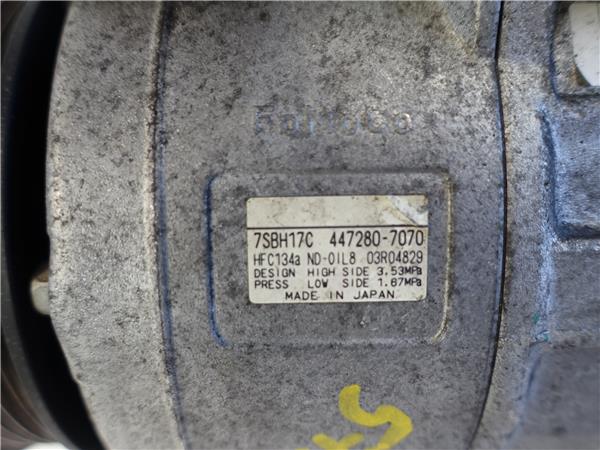 7SBH17C 447280-7070
HFC134a ND-OIL8 03R04829
DESIGN HIGH SIDE 3.53MPa
PRESS LOW SIDE 1.67MPa
MADE IN JAPAN